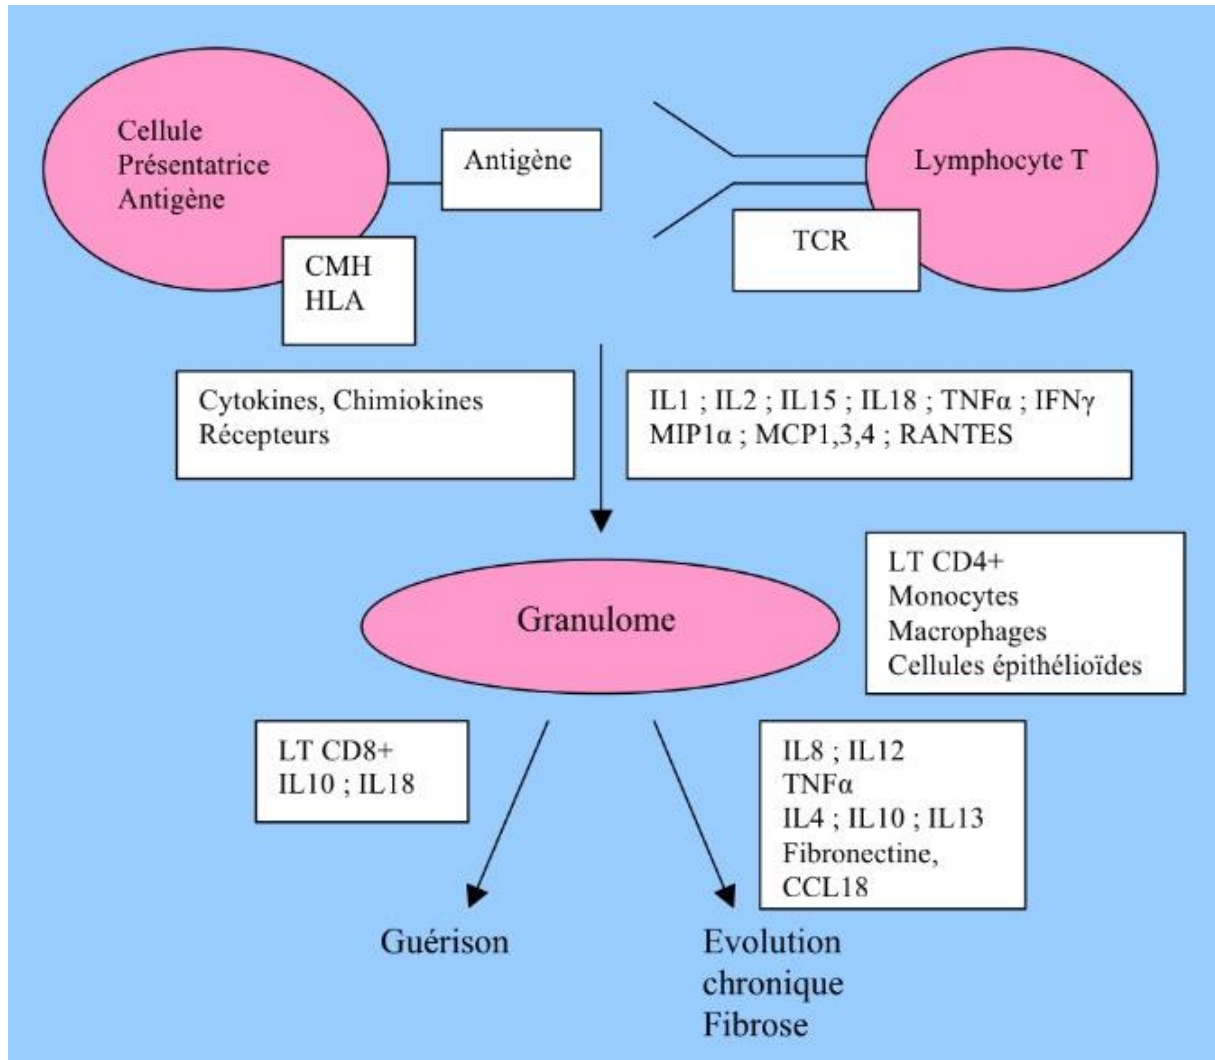 Cellule
Présentatrice
Antigène
Antigène
Lymphocyte T
CMH
HLA
TCR
Cytokines, Chimiokines
Récepteurs
IL1 ; IL2 ; IL15 ; IL18 ; TNFα ; IFNγ
MIP1α ; MCP1,3,4 ; RANTES
Granulome
LT CD4+
Monocytes
Macrophages
Cellules épithélioïdes
LT CD8+
IL10 ; IL18
IL8 ; IL12
TNFα
IL4 ; IL10 ; IL13
Fibronectine,
CCL18
Guérison
Evolution
chronique
Fibrose